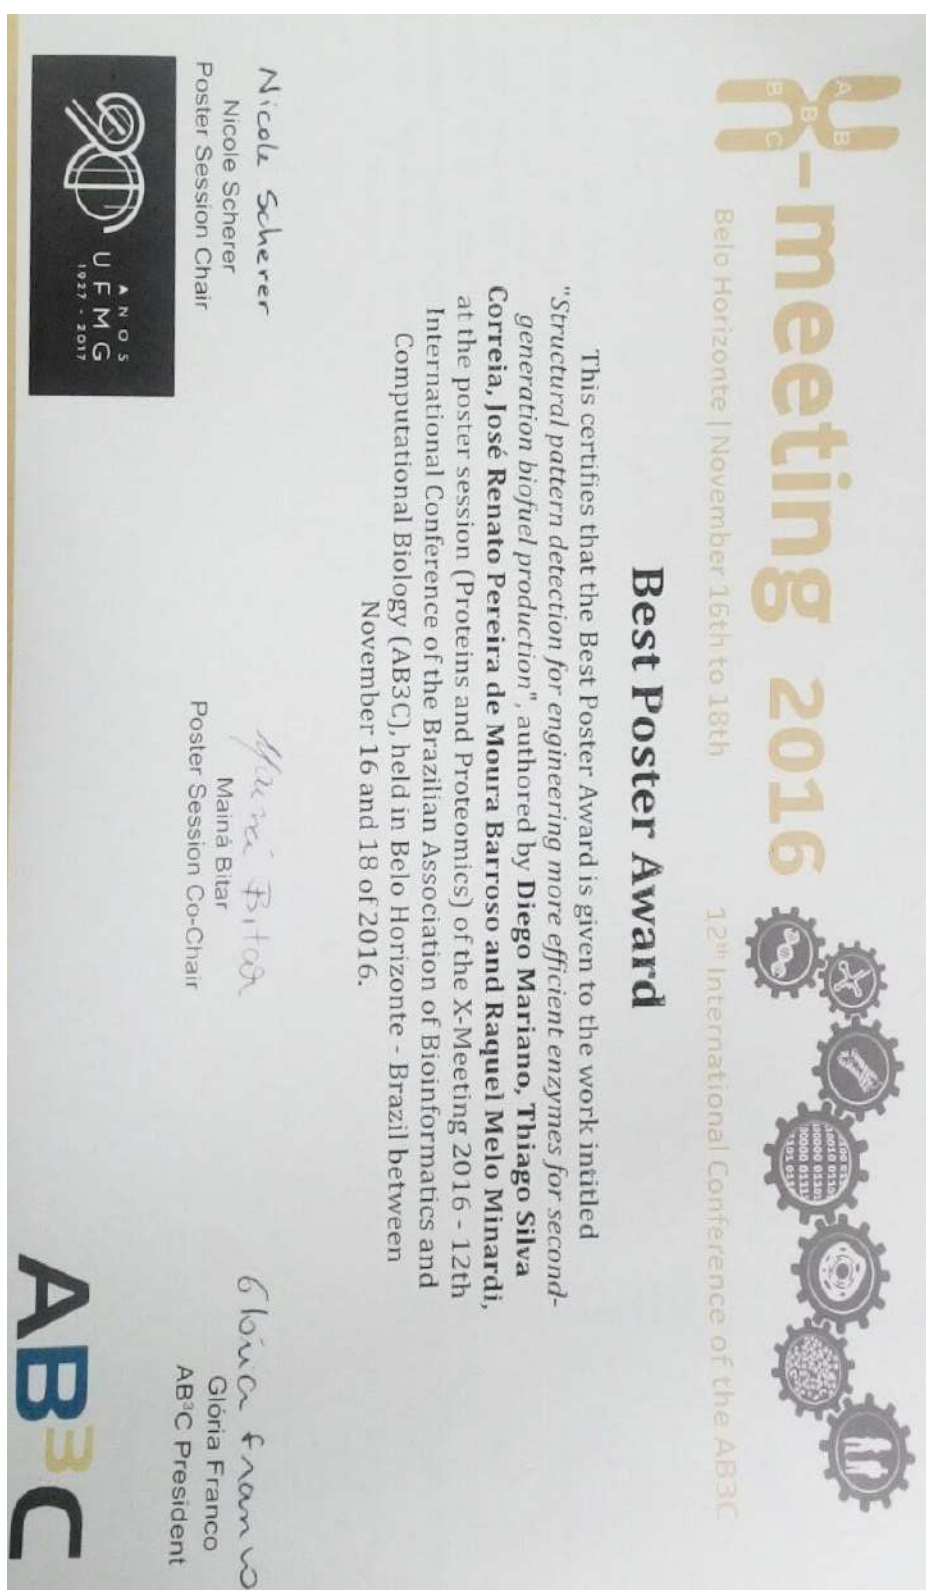 A B
B
B C
X-meeting 2016
Belo Horizonte | November 16th to 18th
12th International Conference of the AB3C
Best Poster Award
This certifies that the Best Poster Award is given to the work intitled
"Structural pattern detection for engineering more efficient enzymes for second-
generation biofuel production", authored by Diego Mariano, Thiago Silva
Correia, José Renato Pereira de Moura Barroso and Raquel Melo Minardi,
at the poster session (Proteins and Proteomics) of the X-Meeting 2016 - 12th
International Conference of the Brazilian Association of Bioinformatics and
Computational Biology (AB3C), held in Belo Horizonte - Brazil between
November 16 and 18 of 2016.
Nicole Scherer
Nicole Scherer
Poster Session Chair
Mainá Bitar
Mainá Bitar
Poster Session Co-Chair
Glória Franco
Glória Franco
AB³C President
90 ANOS
UFMG
1927 - 2017
AB3C